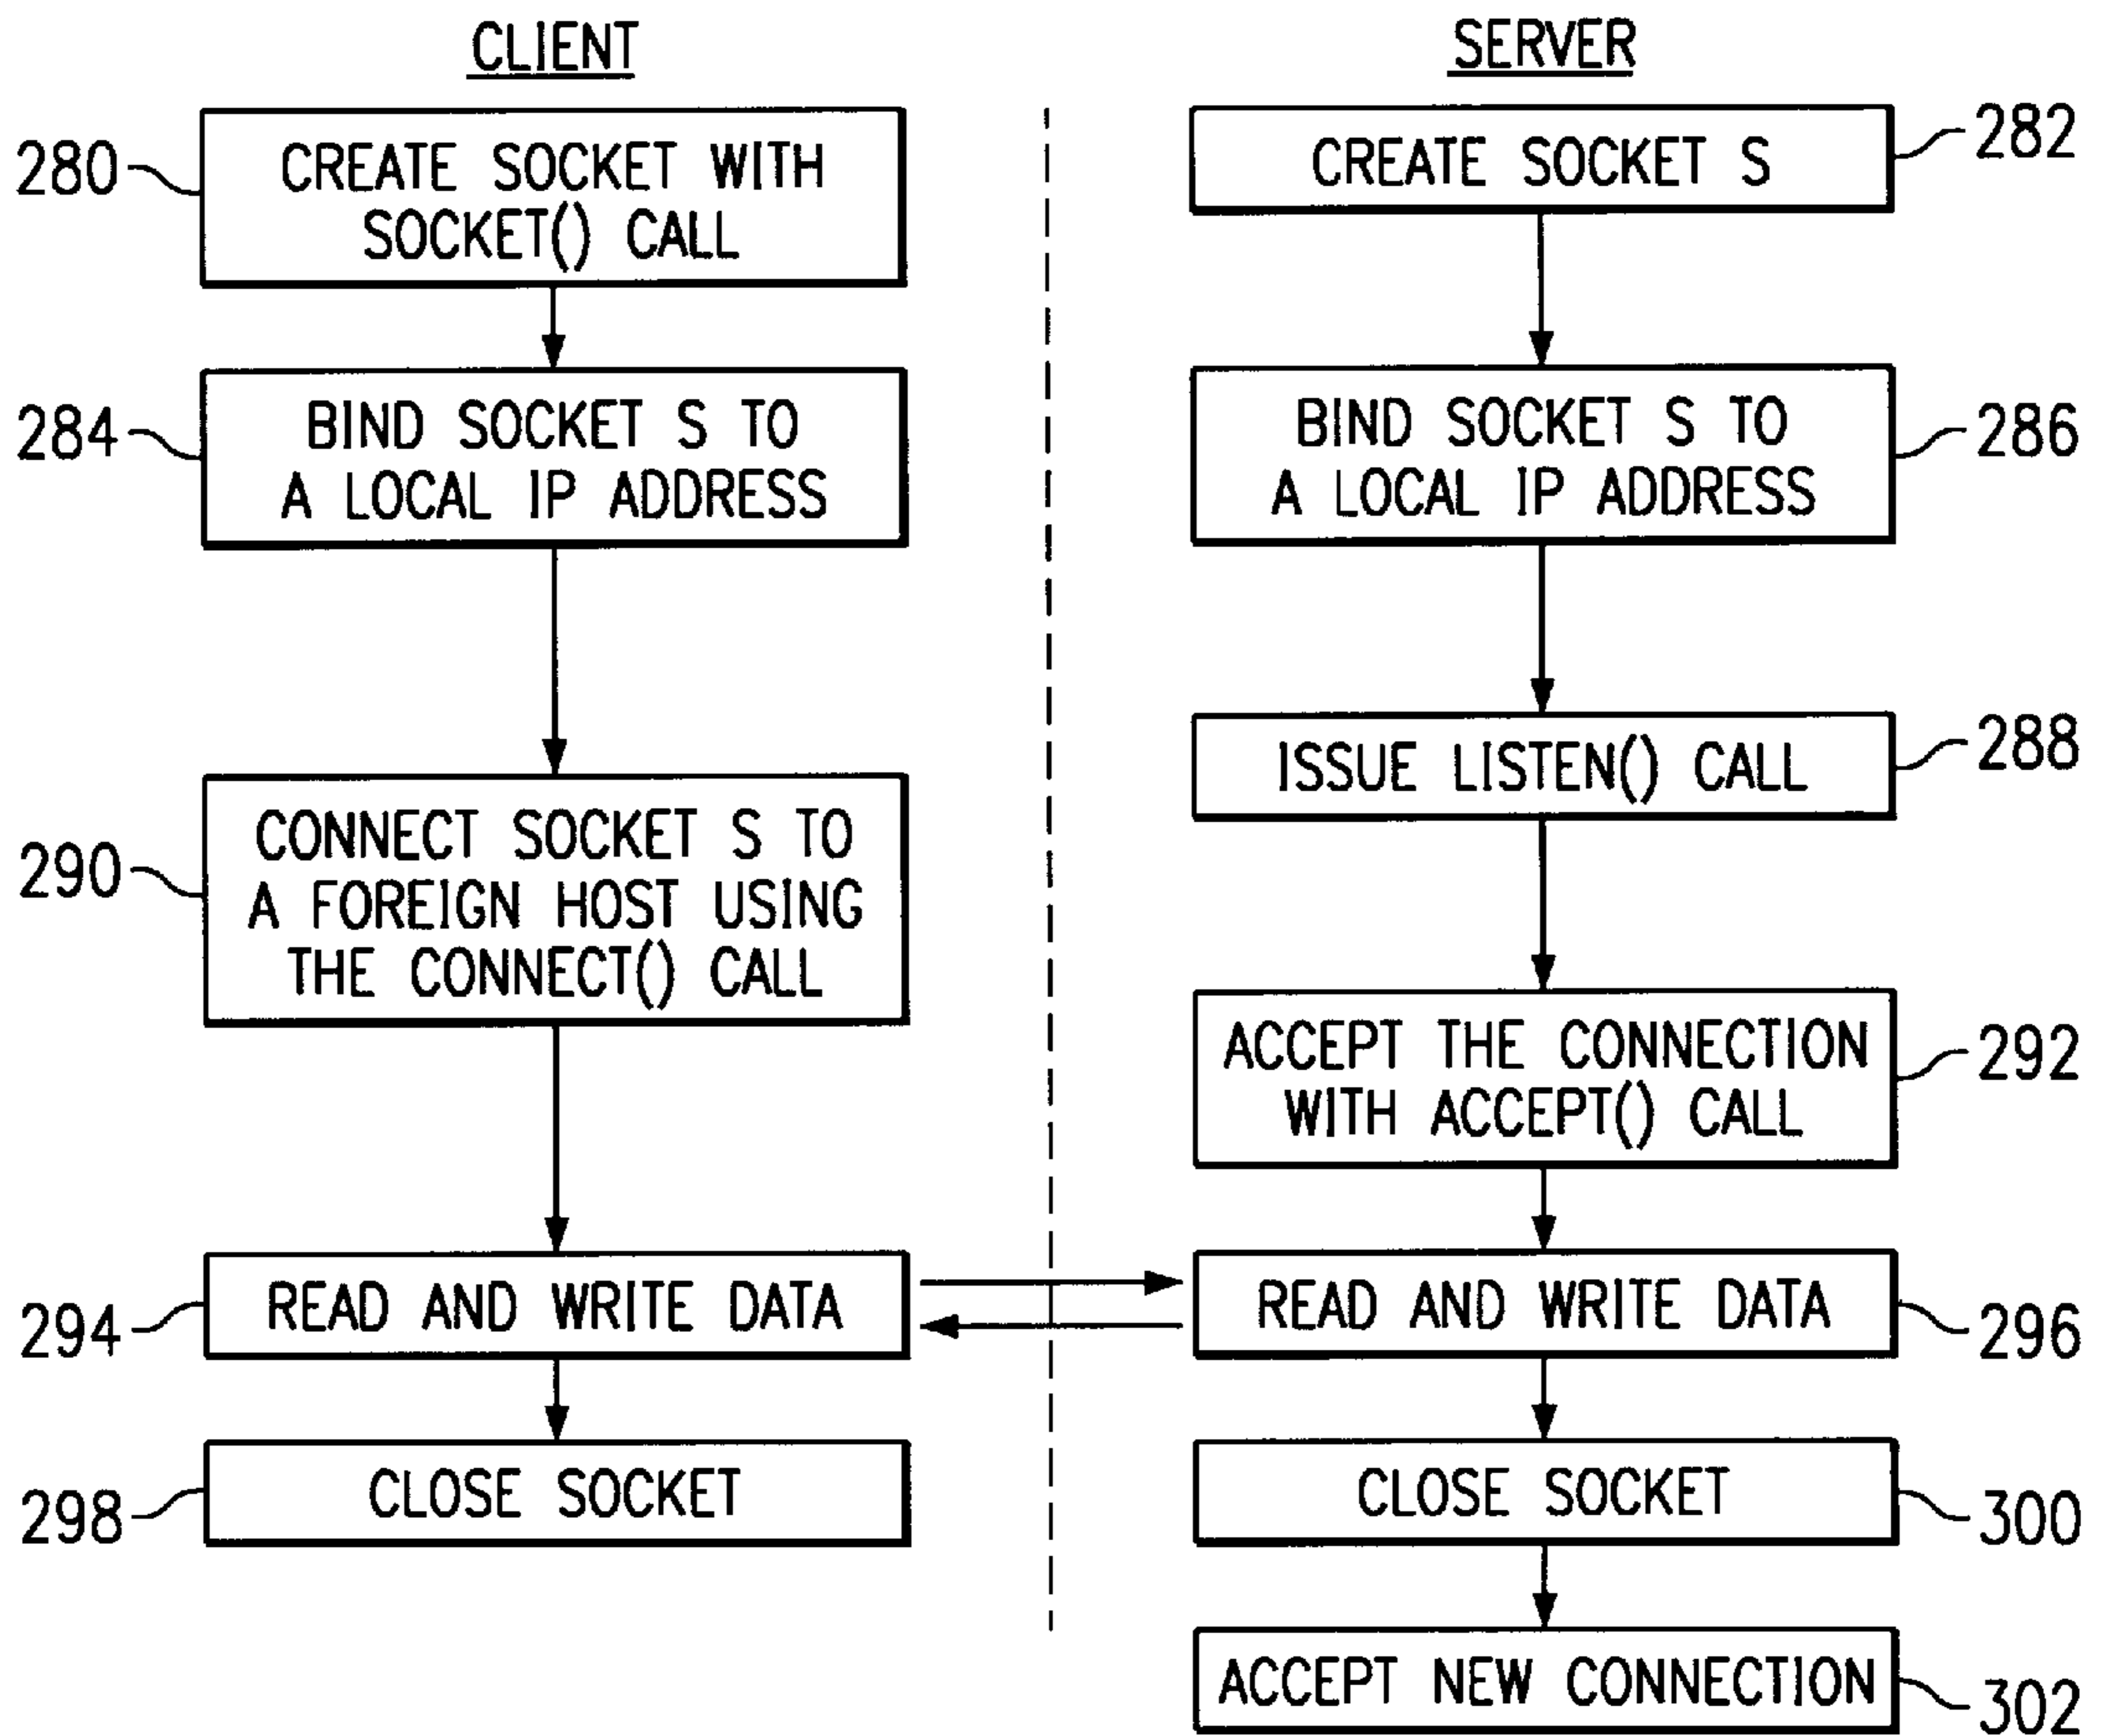 CLIENT
280
CREATE SOCKET WITH
SOCKET() CALL
284
BIND SOCKET S TO
A LOCAL IP ADDRESS
290
CONNECT SOCKET S TO
A FOREIGN HOST USING
THE CONNECT() CALL
294
READ AND WRITE DATA
298
CLOSE SOCKET
SERVER
CREATE SOCKET S
282
BIND SOCKET S TO
A LOCAL IP ADDRESS
286
ISSUE LISTEN() CALL
288
ACCEPT THE CONNECTION
WITH ACCEPT() CALL
292
READ AND WRITE DATA
296
CLOSE SOCKET
300
ACCEPT NEW CONNECTION
302